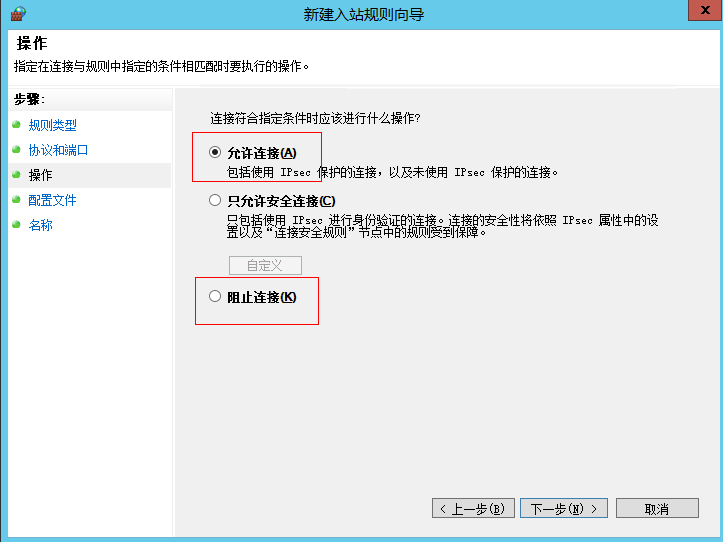 新建入站规则向导
x
操作
指定在连接与规则中指定的条件相匹配时要执行的操作。
步骤:
规则类型
协议和端口
操作
配置文件
名称
连接符合指定条件时应该进行什么操作?
允许连接(A)
包括使用 IPsec 保护的连接，以及未使用 IPsec 保护的连接。
只允许安全连接(C)
只包括使用 IPsec 进行身份验证的连接。连接的安全性将依照 IPsec 属性中的设
置以及“连接安全规则”节点中的规则受到保障。
自定义
阻止连接(K)
< 上一步(B)
下一步(N) >
取消